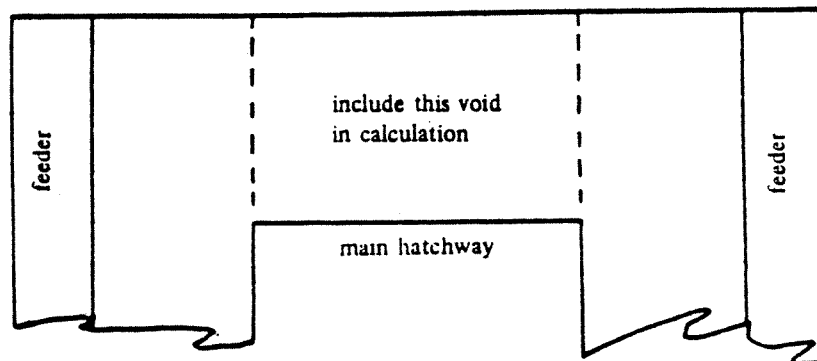 feeder
include this void
in calculation
feeder
main hatchway